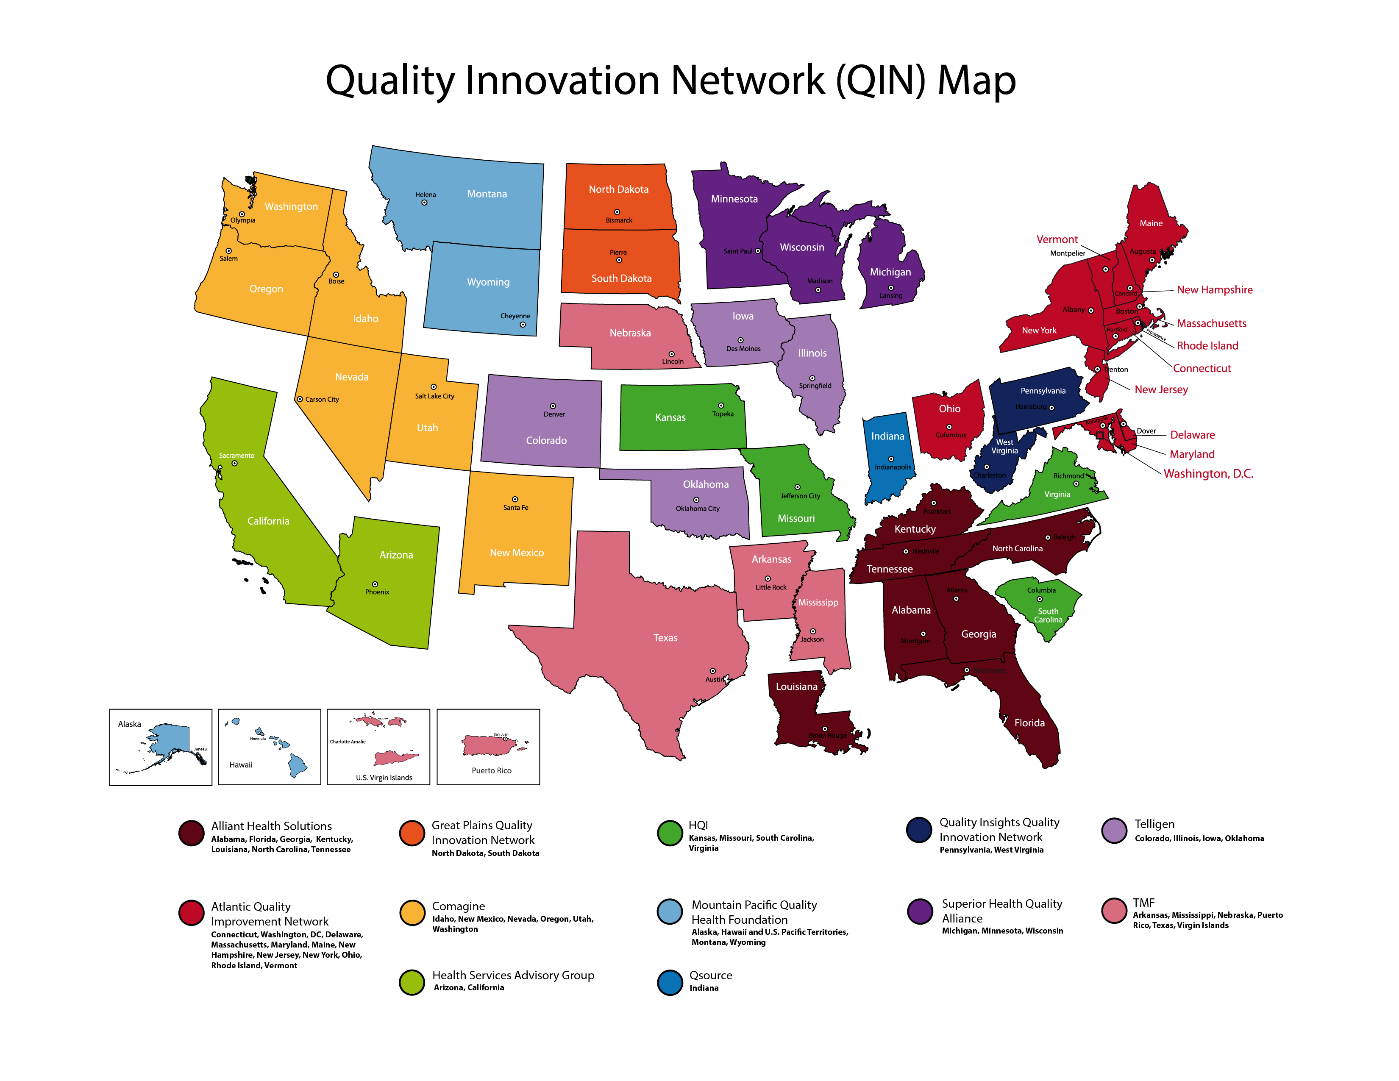 Quality Innovation Network (QIN) Map
Washington
Olympia
Salem
Oregon
Boise
Idaho
Helena
Montana
Wyoming
Cheyenne
North Dakota
Bismarck
Pierre
South Dakota
Minnesota
Saint Paul
Wisconsin
Madison
Michigan
Lansing
Nebraska
Lincoln
Iowa
Des Moines
Illinois
Springfield
Nevada
Carson City
Salt Lake City
Utah
Denver
Colorado
Kansas
Topeka
Sacramento
California
Arizona
Phoenix
Santa Fe
New Mexico
Oklahoma
Oklahoma City
Jefferson City
Missouri
Texas
Austin
Arkansas
Little Rock
Mississipp
Jackson
Louisiana
Baton Rouge
Indiana
Indianapolis
Ohio
Columbus
Pennsylvania
Harrisburg
West
Virginia
Charleston
Richmond
Virginia
Frankfort
Kentucky
Nashville
Tennessee
North Carolina
Raleigh
Columbia
South
Carolina
Alabama
Atlanta
Georgia
Florida
Maine
Augusta
Vermont
Montpelier
New Hampshire
Concord
Massachusetts
Boston
Rhode Island
Connecticut
Hartford
Albany
New York
New Jersey
enton
Dover
Delaware
Maryland
Washington, D.C.
Alaska
Juneau
Honolulu
Hawaii
Charlotte Amalie
U.S. Virgin Islands
Puerto Rico
Alliant Health Solutions
Alabama, Florida, Georgia, Kentucky,
Louisiana, North Carolina, Tennessee
Great Plains Quality
Innovation Network
North Dakota, South Dakota
HQI
Kansas, Missouri, South Carolina,
Virginia
Quality Insights Quality
Innovation Network
Pennsylvania, West Virginia
Telligen
Colorado, Illinois, Iowa, Oklahoma
Atlantic Quality
Improvement Network
Connecticut, Washington, DC, Delaware,
Massachusetts, Maryland, Maine, New
Hampshire, New Jersey, New York, Ohio,
Rhode Island, Vermont
Comagine
Idaho, New Mexico, Nevada, Oregon, Utah,
Washington
Mountain Pacific Quality
Health Foundation
Alaska, Hawaii and U.S. Pacific Territories,
Montana, Wyoming
Superior Health Quality
Alliance
Michigan, Minnesota, Wisconsin
TMF
Arkansas, Mississippi, Nebraska, Puerto
Rico, Texas, Virgin Islands
Health Services Advisory Group
Arizona, California
Qsource
Indiana